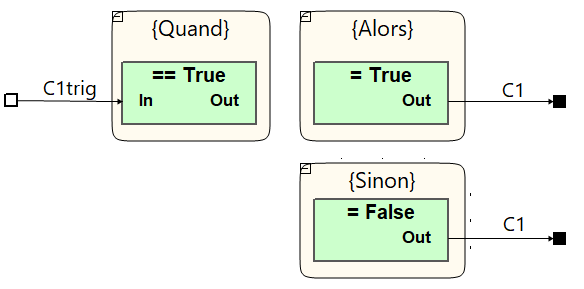 {Quand}
== True
C1trig
In Out
{Alors}
= True
Out
C1
{Sinon}
= False
Out
C1